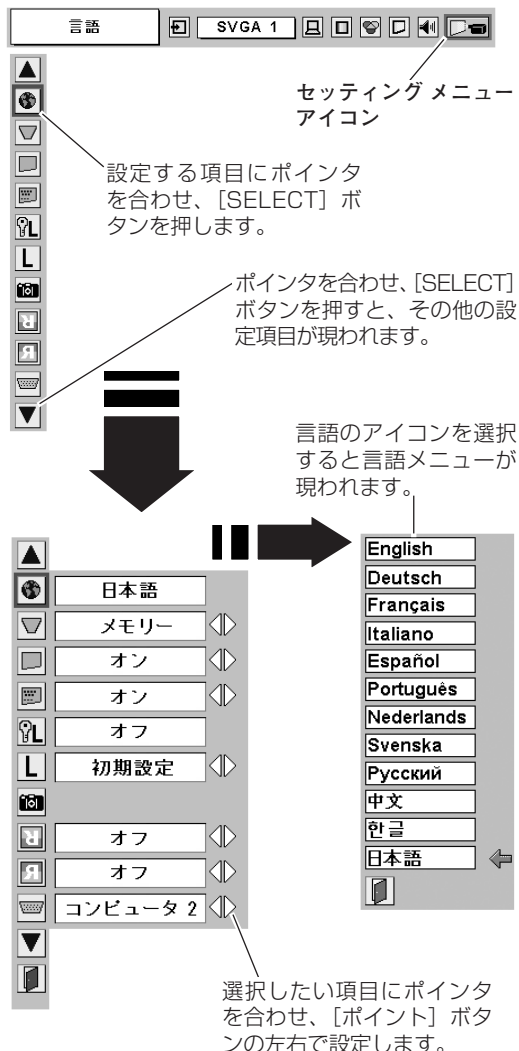 言語
SVGA 1
セッティング メニュー
アイコン
設定する項目にポインタ
を合わせ、［SELECT］ボ
タンを押します。
L
L
ポインタを合わせ、［SELECT］
ボタンを押すと、その他の設
定項目が現われます。
言語のアイコンを選択
すると言語メニューが
現われます。
日本語
メモリー
オン
オン
L
オフ
L
初期設定
オフ
オフ
コンピュータ 2
English
Deutsch
Français
Italiano
Español
Português
Nederlands
Svenska
Русский
中文
한글
日本語
選択したい項目にポインタ
を合わせ、［ポイント］ボタ
ンの左右で設定します。